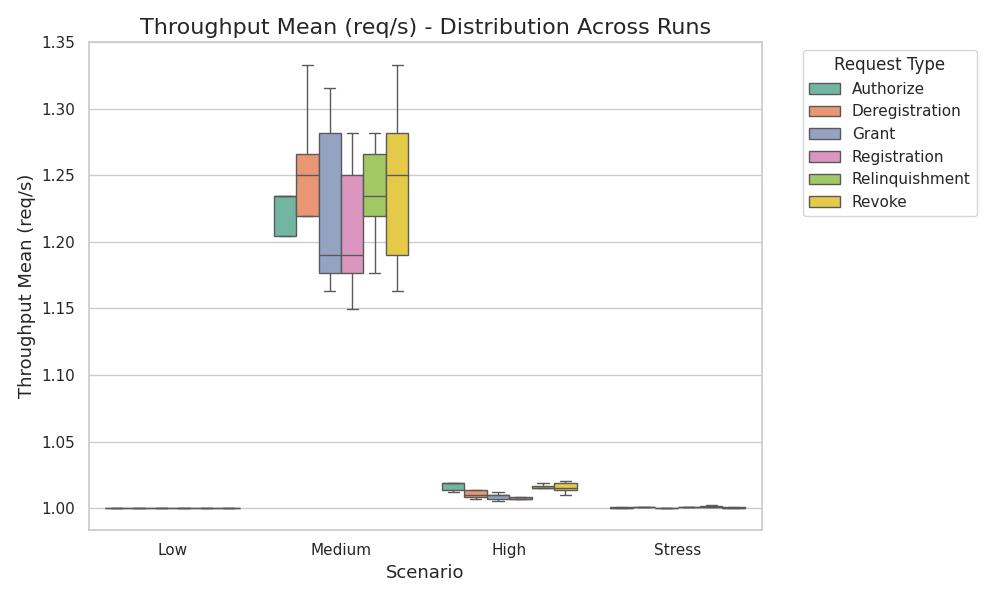 Throughput Mean (req/s) - Distribution Across Runs
Throughput Mean (req/s)
1.35
1.30
1.25
1.20
1.15
1.10
1.05
1.00
Low
Medium
High
Stress
Scenario
Request Type
Authorize
Deregistration
Grant
Registration
Relinquishment
Revoke